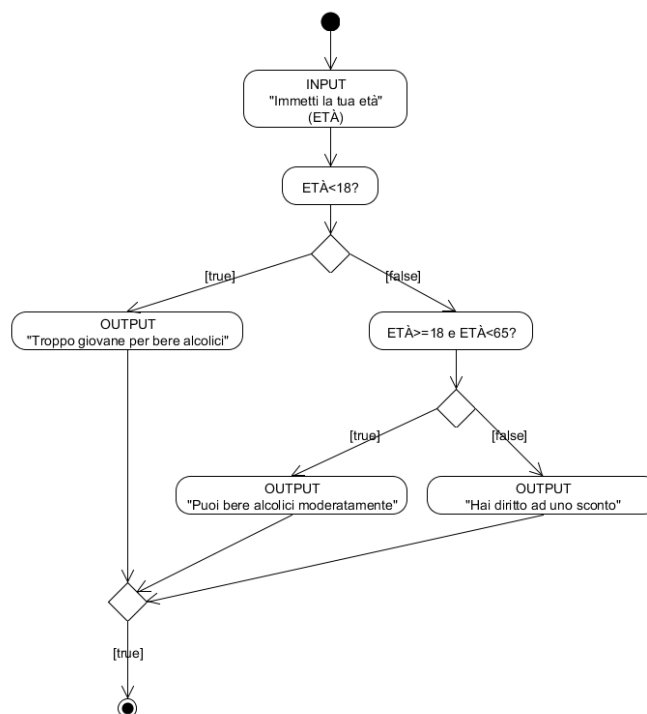 INPUT
"Immetti la tua età"
(ETÀ)
ETÀ<18?
[true]
[false]
OUTPUT
"Troppo giovane per bere alcolici"
ETÀ>=18 e ETÀ<65?
[true]
[false]
OUTPUT
"Puoi bere alcolici moderatamente"
OUTPUT
"Hai diritto ad uno sconto"
[true]